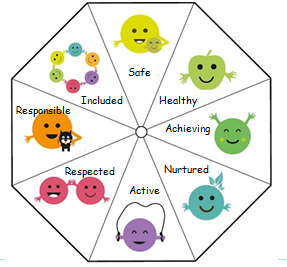 Safe
Included
Healthy
Responsible
Achieving
Respected
Nurtured
Active